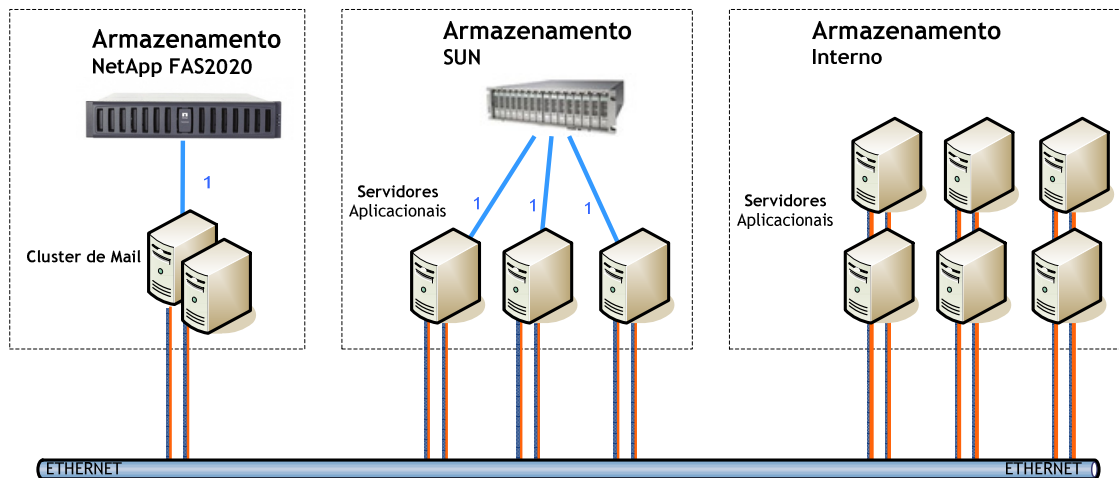 Armazenamento
NetApp FAS2020
1
Cluster de Mail
Armazenamento
SUN
Servidores
Aplicacionais
1
1
1
Armazenamento
Interno
Servidores
Aplicacionais
ETHERNET
ETHERNET